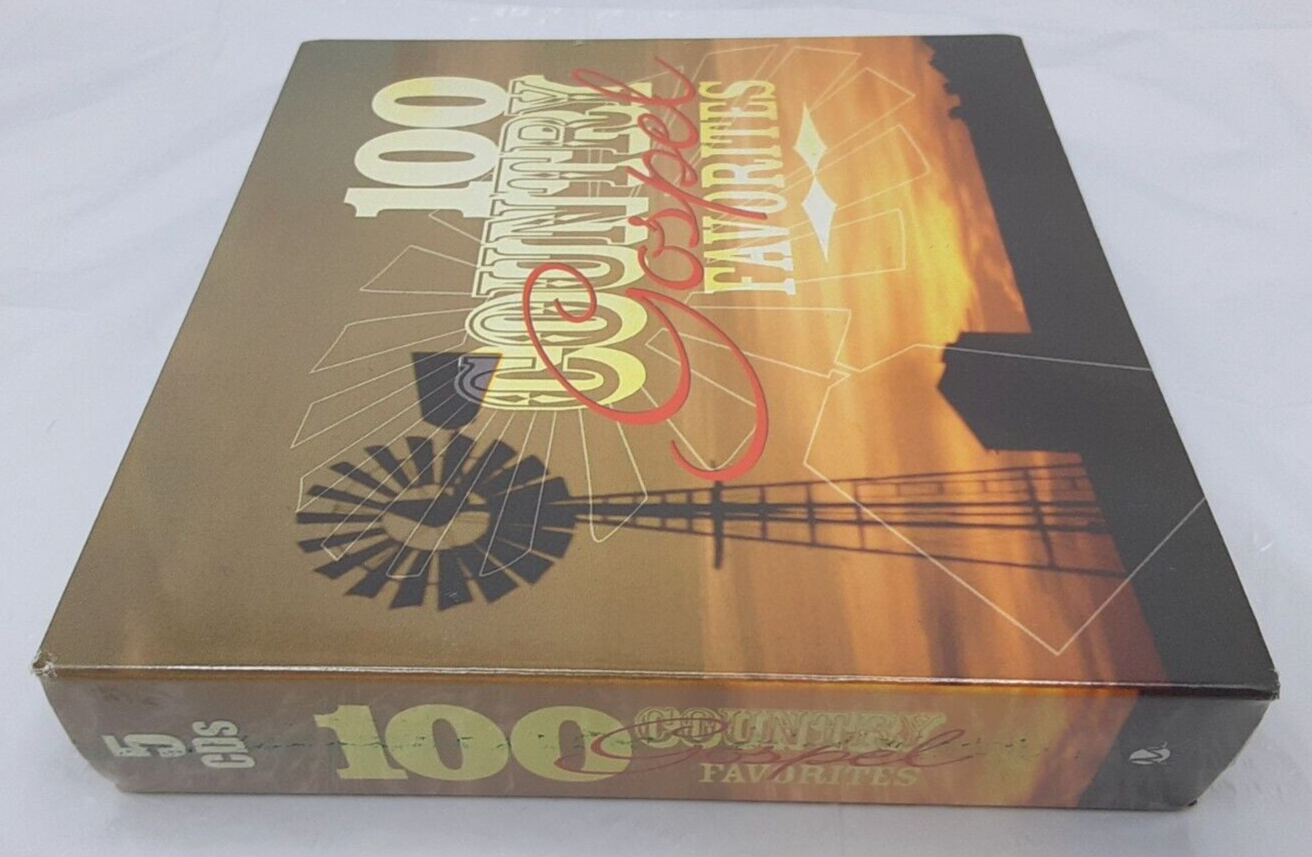 100
COUNTRY
Gospel
FAVORITES
5
CDS
100 COUNTRY
Gospel
FAVORITES